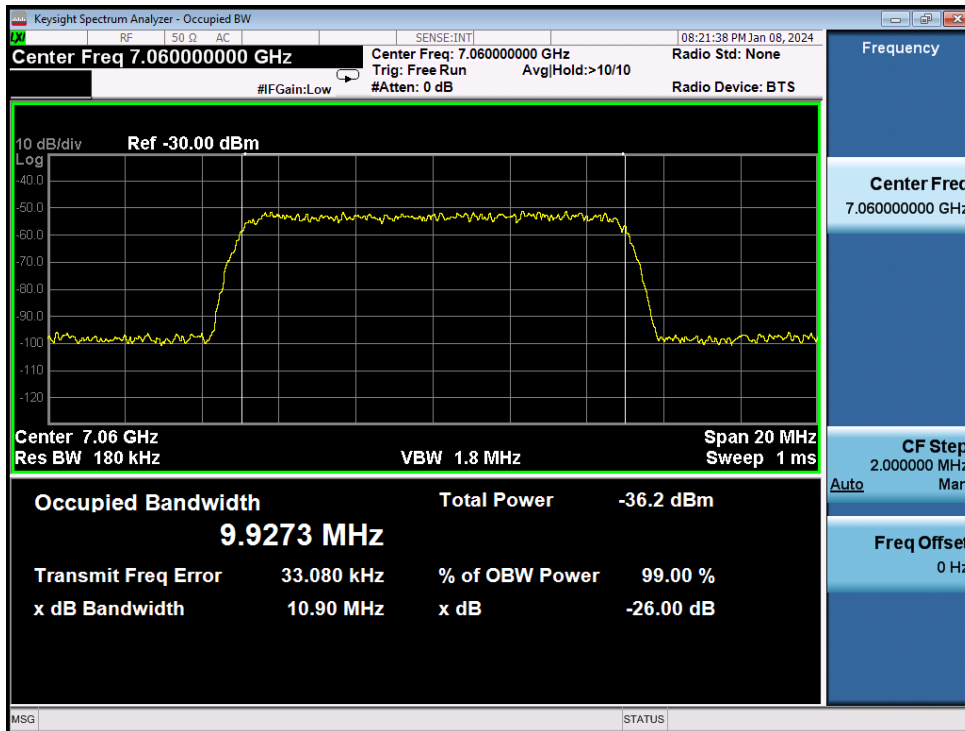 Keysight Spectrum Analyzer - Occupied BW
LXI RF 50 Ω AC SENSE:INT 08:21:38 PM Jan 08, 2024
Center Freq 7.060000000 GHz Center Freq: 7.060000000 GHz Radio Std: None Frequency
Trig: Free Run Avg|Hold:>10/10
#IFGain:Low #Atten: 0 dB Radio Device: BTS
10 dB/div Ref -30.00 dBm
Log
-40.0
Center Freq
-50.0
7.060000000 GHz
-60.0
-70.0
-80.0
-90.0
-100
-110
-120
Center 7.06 GHz Span 20 MHz
Res BW 180 kHz VBW 1.8 MHz Sweep 1 ms
CF Step
2.000000 MHz
Auto Man
Occupied Bandwidth Total Power -36.2 dBm
9.9273 MHz
Freq Offset
0 Hz
Transmit Freq Error 33.080 kHz % of OBW Power 99.00 %
x dB Bandwidth 10.90 MHz x dB -26.00 dB
MSG STATUS